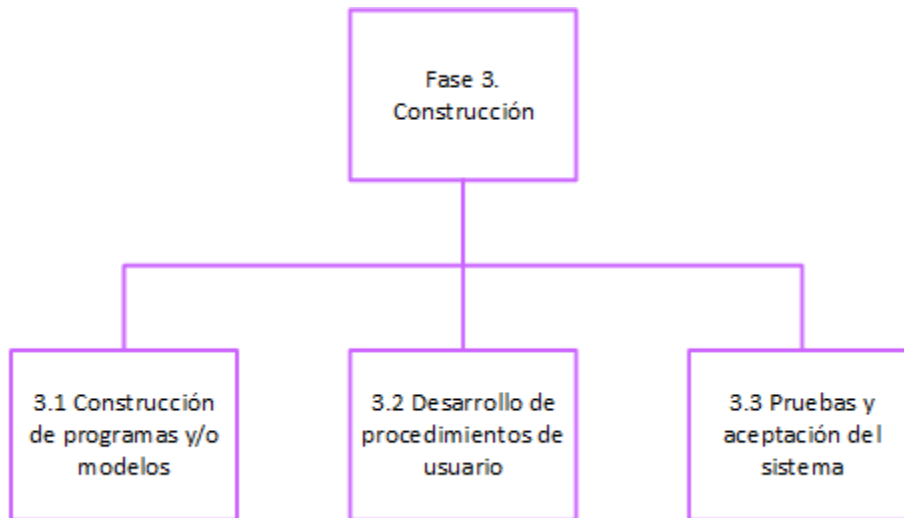 Fase 3.
Construcción
3.1 Construcción
de programas y/o
modelos
3.2 Desarrollo de
procedimientos de
usuario
3.3 Pruebas y
aceptación del
sistema